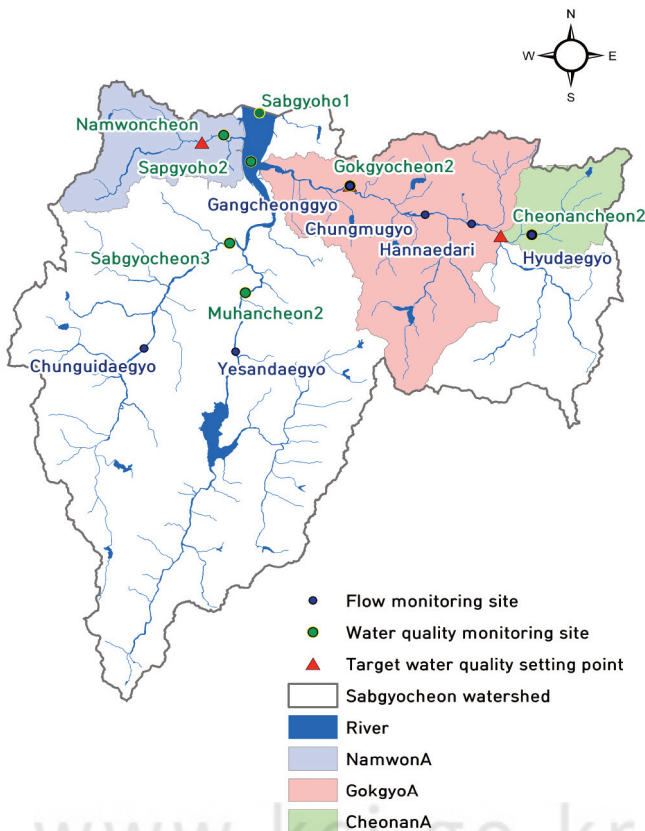 N
W
E
S
Sabgyoho1
Namwoncheon
Sapgyoho2
Gokgyocheon2
Gangcheonggyo
Cheonancheon2
Chungmugyo
Hannaedari
Hyudaegyo
Sabgyocheon3
Muhancheon2
Chunguidaegyo
Yesandaegyo
Flow monitoring site
Water quality monitoring site
Target water quality setting point
Sabgyocheon watershed
River
NamwonA
GokgyoA
CheonanA